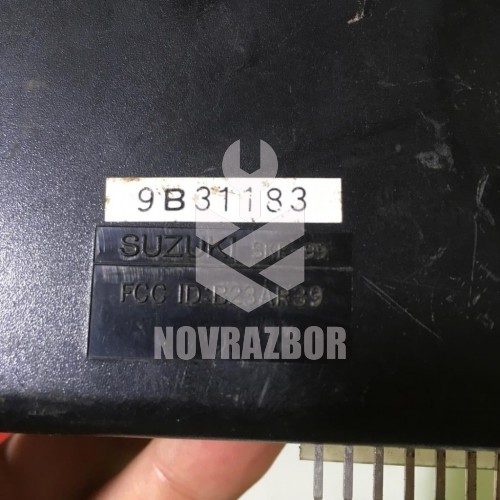 9B31183
SUZUKI
FCC ID:
NOVRAZBOR